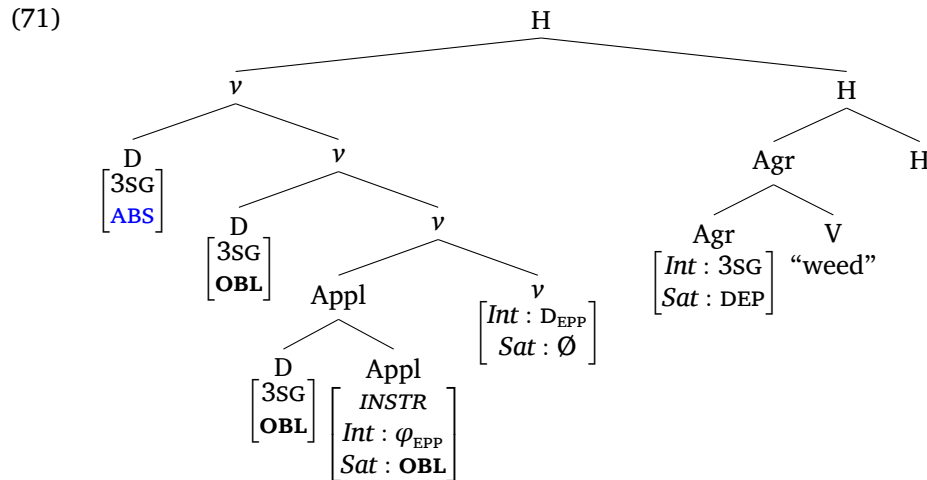 (71)
H
v H
D
[3SG
ABS] v Agr H
D
[3SG
OBL] v Agr
[Int : 3SG
Sat : DEP] V
“weed”
Appl v
[Int : D_EPP
Sat : Ø]
D
[3SG
OBL] Appl
[INSTR
Int : φ_EPP
Sat : OBL]